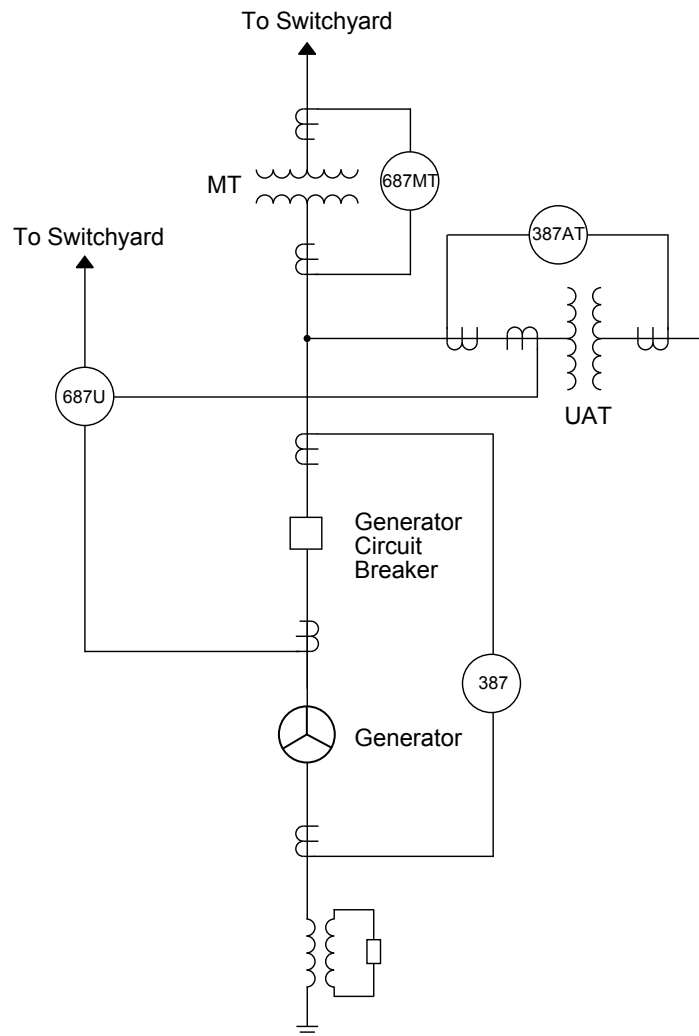 To Switchyard
MT
687MT
To Switchyard
387AT
687U
UAT
Generator
Circuit
Breaker
387
Generator